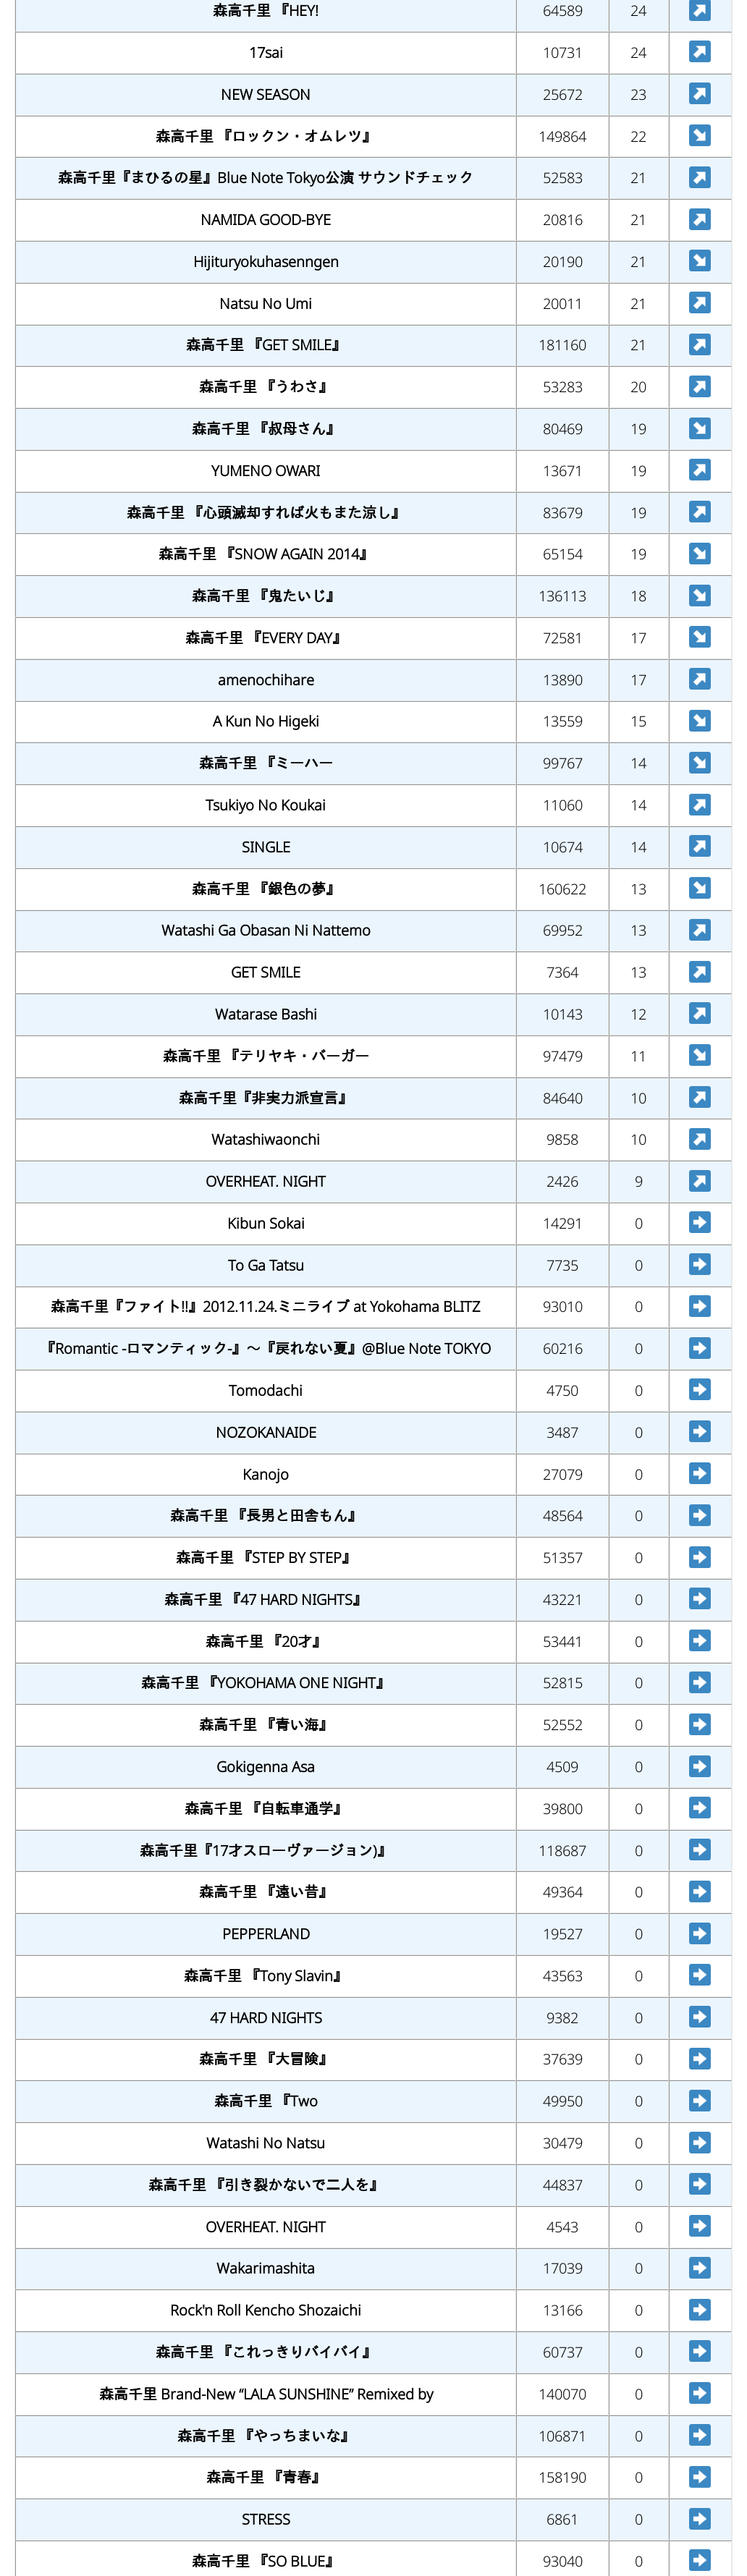 森高千里 『HEY! 64589 24
17sai 10731 24
NEW SEASON 25672 23
森高千里 『ロックン・オムレツ』 149864 22
森高千里『まひるの星』Blue Note Tokyo公演 サウンドチェック 52583 21
NAMIDA GOOD-BYE 20816 21
Hijituryokuhasenngen 20190 21
Natsu No Umi 20011 21
森高千里 『GET SMILE』 181160 21
森高千里 『うわさ』 53283 20
森高千里 『叔母さん』 80469 19
YUMENO OWARI 13671 19
森高千里 『心頭滅却すれば火もまた涼し』 83679 19
森高千里 『SNOW AGAIN 2014』 65154 19
森高千里 『鬼たいじ』 136113 18
森高千里 『EVERY DAY』 72581 17
amenochihare 13890 17
A Kun No Higeki 13559 15
森高千里 『ミーハー 99767 14
Tsukiyo No Koukai 11060 14
SINGLE 10674 14
森高千里 『銀色の夢』 160622 13
Watashi Ga Obasan Ni Nattemo 69952 13
GET SMILE 7364 13
Watarase Bashi 10143 12
森高千里 『テリヤキ・バーガー 97479 11
森高千里『非実力派宣言』 84640 10
Watashiwaonchi 9858 10
OVERHEAT. NIGHT 2426 9
Kibun Sokai 14291 0
To Ga Tatsu 7735 0
森高千里『ファイト!!』2012.11.24.ミニライブ at Yokohama BLITZ 93010 0
『Romantic -ロマンティック-』～『戻れない夏』@Blue Note TOKYO 60216 0
Tomodachi 4750 0
NOZOKANAIDE 3487 0
Kanojo 27079 0
森高千里 『長男と田舎もん』 48564 0
森高千里 『STEP BY STEP』 51357 0
森高千里 『47 HARD NIGHTS』 43221 0
森高千里 『20才』 53441 0
森高千里 『YOKOHAMA ONE NIGHT』 52815 0
森高千里 『青い海』 52552 0
Gokigenna Asa 4509 0
森高千里 『自転車通学』 39800 0
森高千里『17才スローヴァージョン)』 118687 0
森高千里 『遠い昔』 49364 0
PEPPERLAND 19527 0
森高千里 『Tony Slavin』 43563 0
47 HARD NIGHTS 9382 0
森高千里 『大冒険』 37639 0
森高千里 『Two 49950 0
Watashi No Natsu 30479 0
森高千里 『引き裂かないで二人を』 44837 0
OVERHEAT. NIGHT 4543 0
Wakarimashita 17039 0
Rock'n Roll Kencho Shozaichi 13166 0
森高千里 『これっきりバイバイ』 60737 0
森高千里 Brand-New “LALA SUNSHINE” Remixed by 140070 0
森高千里 『やっちまいな』 106871 0
森高千里 『青春』 158190 0
STRESS 6861 0
森高千里 『SO BLUE』 93040 0